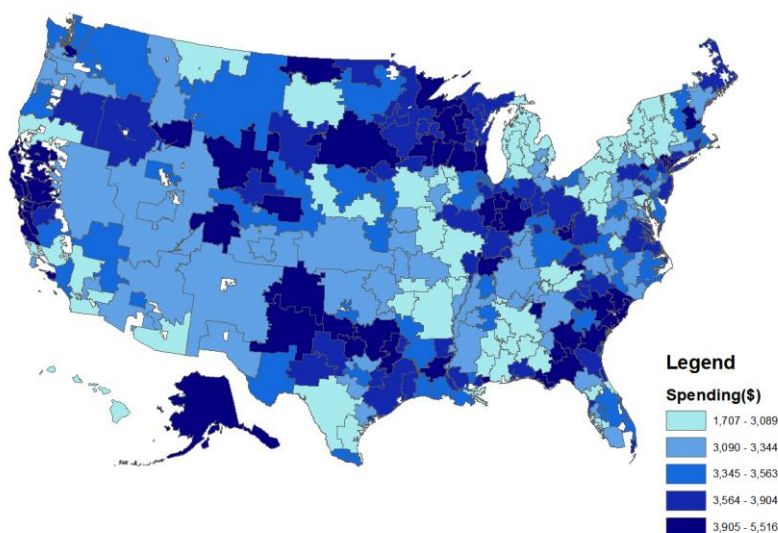 Legend
Spending($)
1,707 - 3,089
3,090 - 3,344
3,345 - 3,563
3,564 - 3,904
3,905 - 5,516